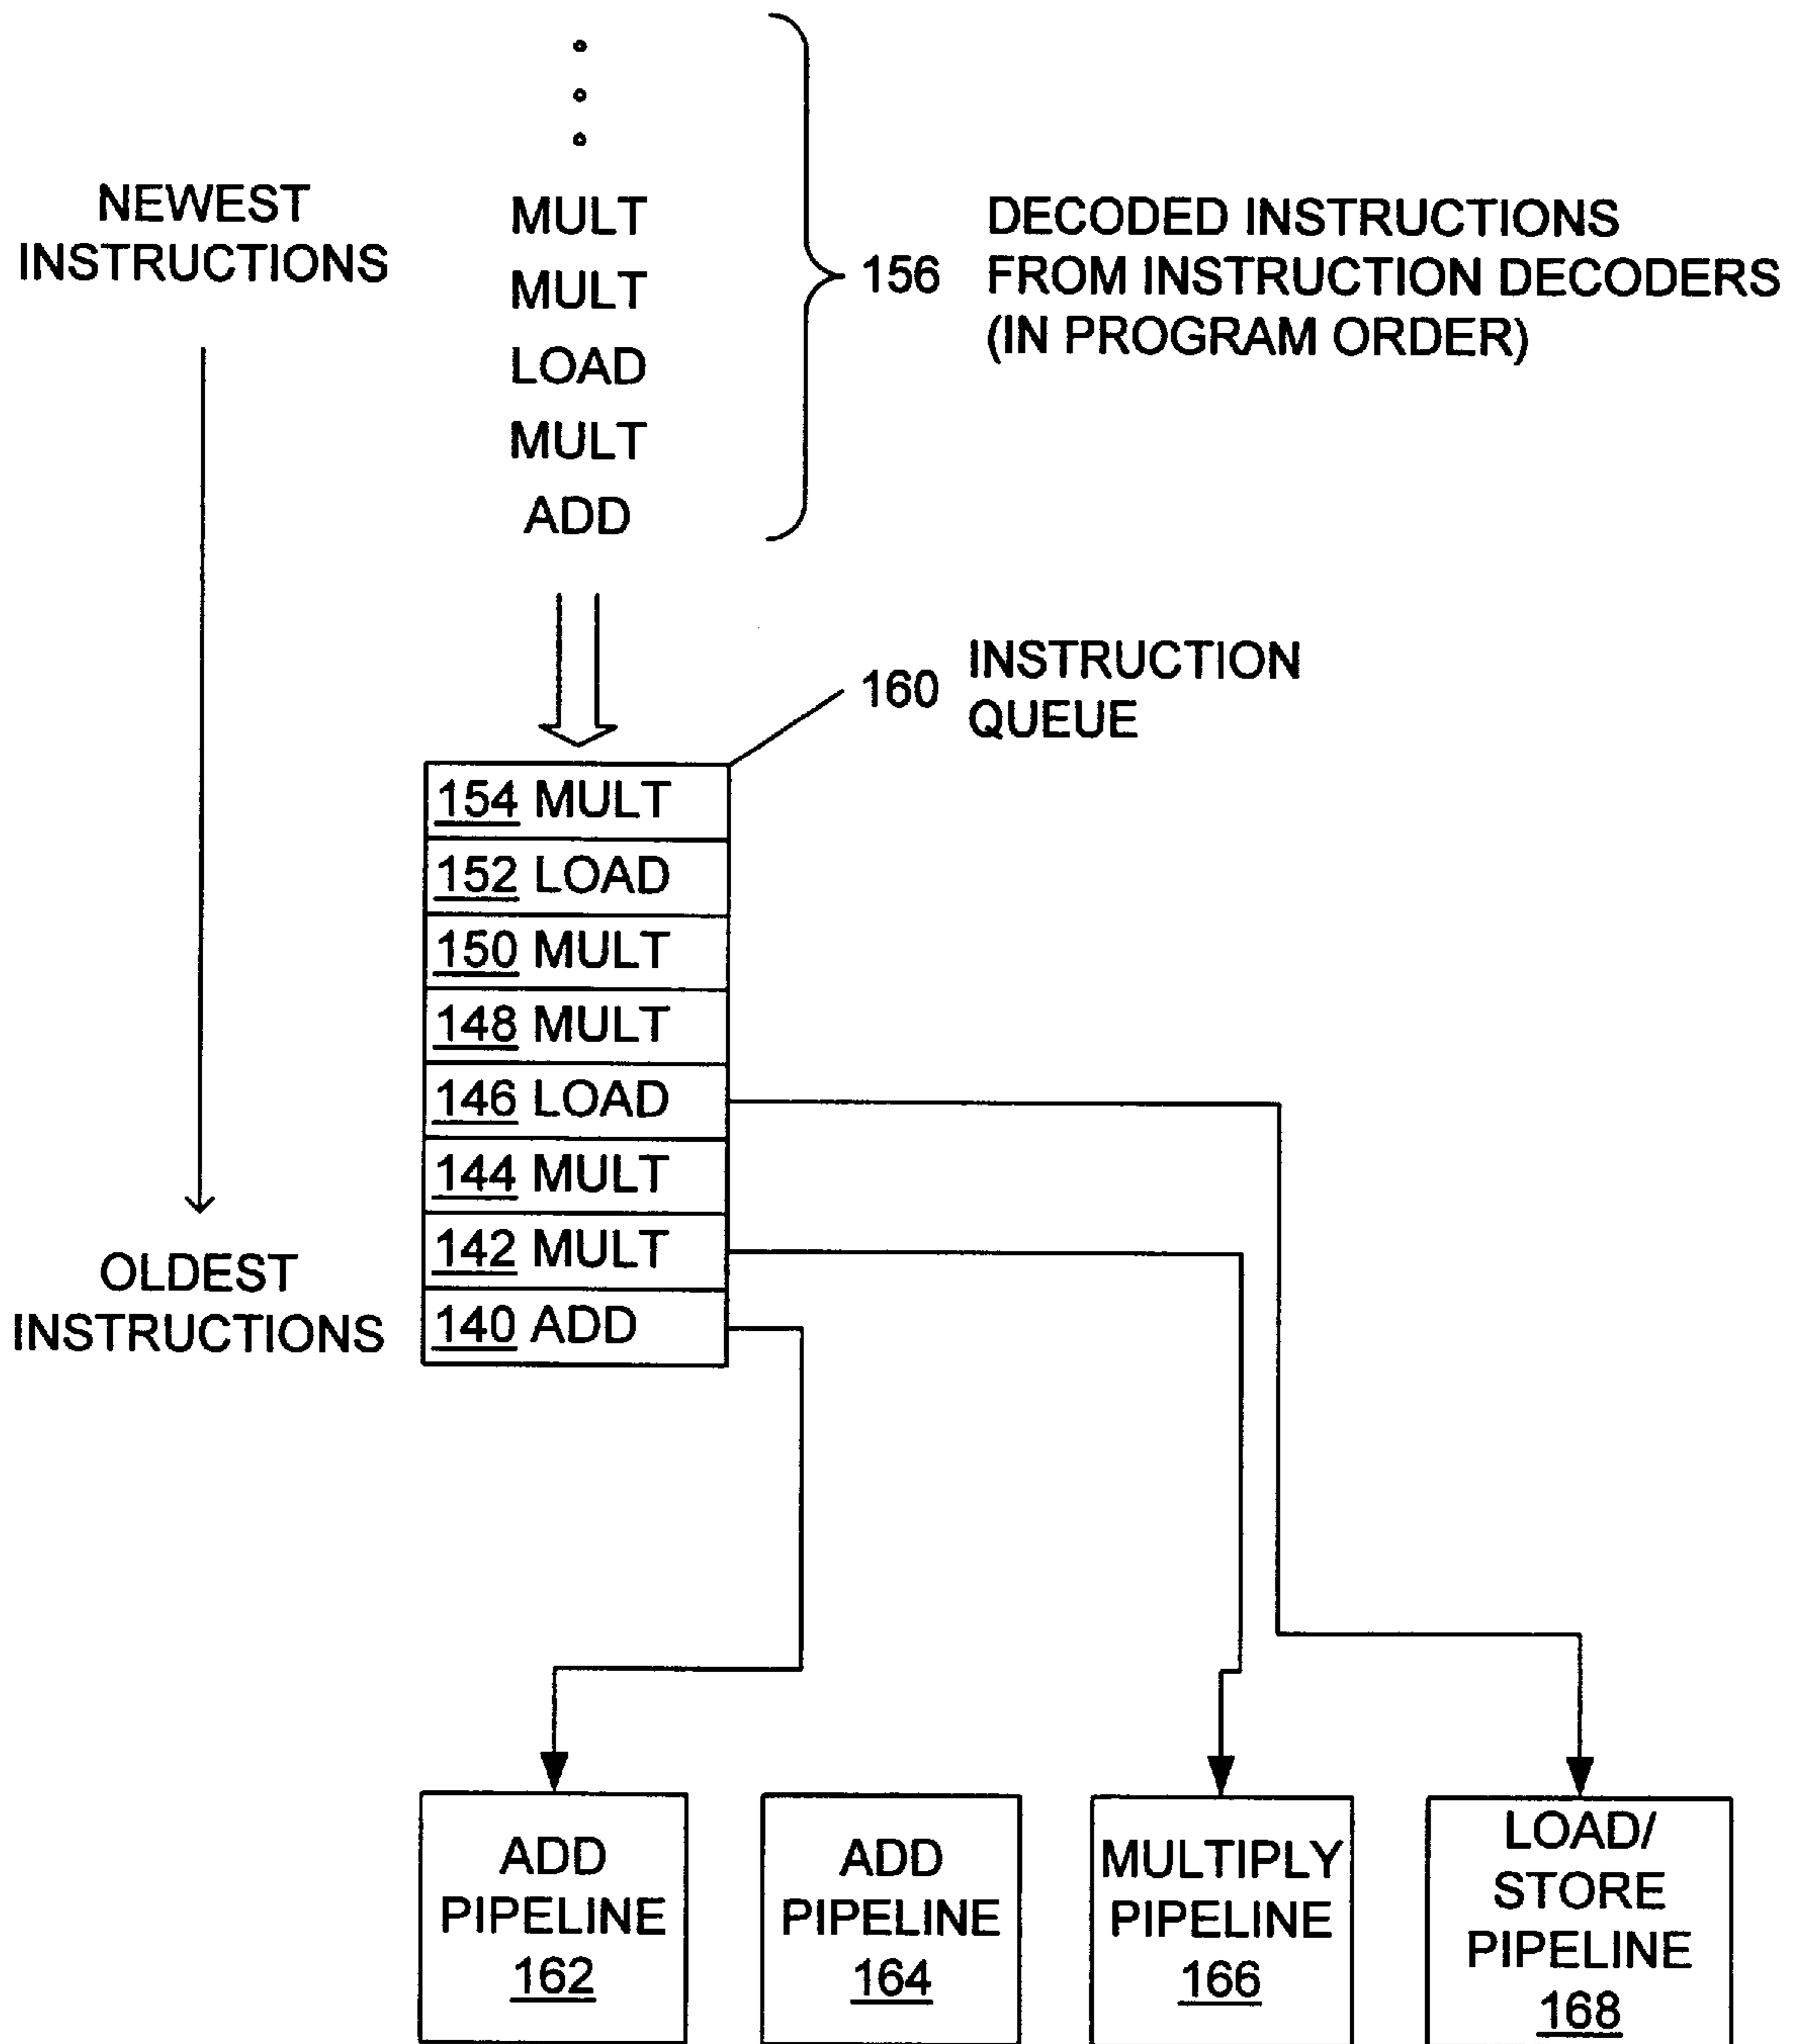 NEWEST
INSTRUCTIONS
MULT
MULT
LOAD
MULT
ADD
156
DECODED INSTRUCTIONS
FROM INSTRUCTION DECODERS
(IN PROGRAM ORDER)
160
INSTRUCTION
QUEUE
154 MULT
152 LOAD
150 MULT
148 MULT
146 LOAD
144 MULT
142 MULT
140 ADD
OLDEST
INSTRUCTIONS
ADD
PIPELINE
162
ADD
PIPELINE
164
MULTIPLY
PIPELINE
166
LOAD/
STORE
PIPELINE
168